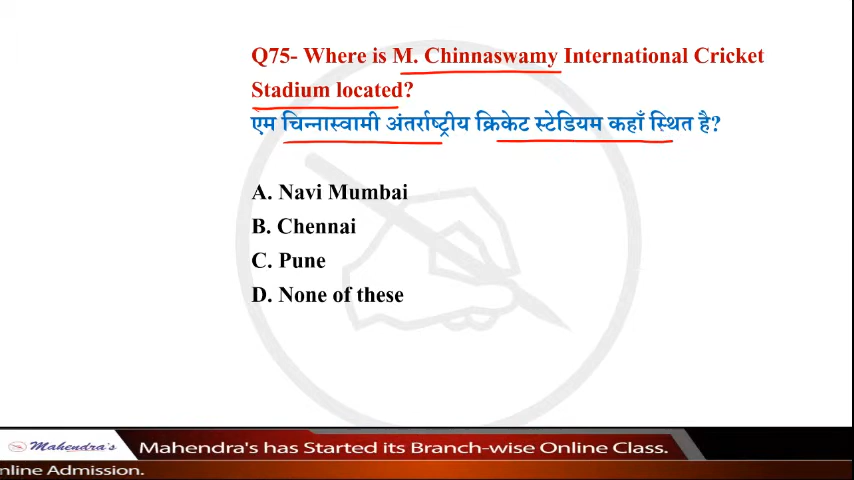 Q75- Where is M. Chinnaswamy International Cricket
Stadium located?
एम चिन्नास्वामी अंतर्राष्ट्रीय क्रिकेट स्टेडियम कहाँ स्थित है?
A. Navi Mumbai
B. Chennai
C. Pune
D. None of these
Mahendra's
Mahendra's has Started its Branch-wise Online Class.
nline Admission.